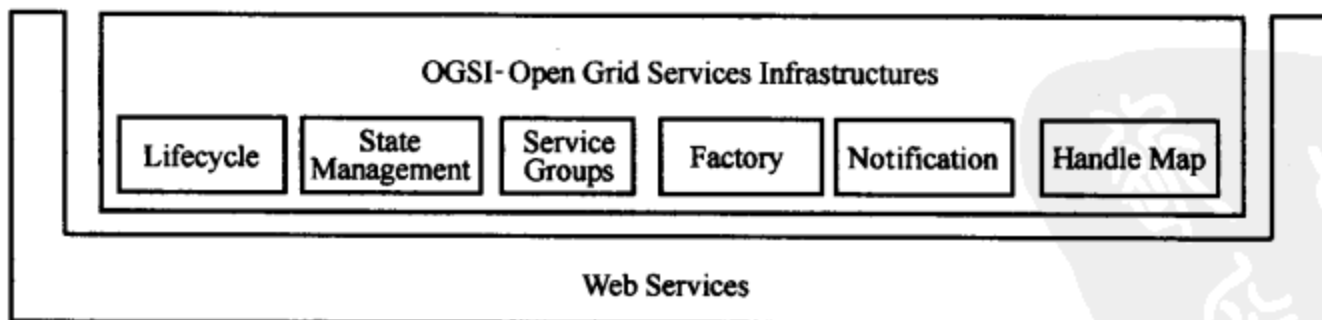 OGSI-Open Grid Services Infrastructures
Lifecycle
State
Management
Service
Groups
Factory
Notification
Handle Map
Web Services